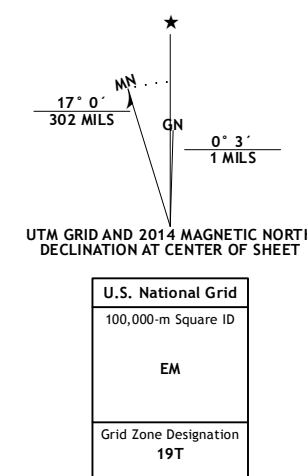 ★
MN
GN
17° 0´
302 MILS
0° 3´
1 MILS
UTM GRID AND 2014 MAGNETIC NORTH
DECLINATION AT CENTER OF SHEET
U.S. National Grid
100,000-m Square ID
EM
Grid Zone Designation
19T